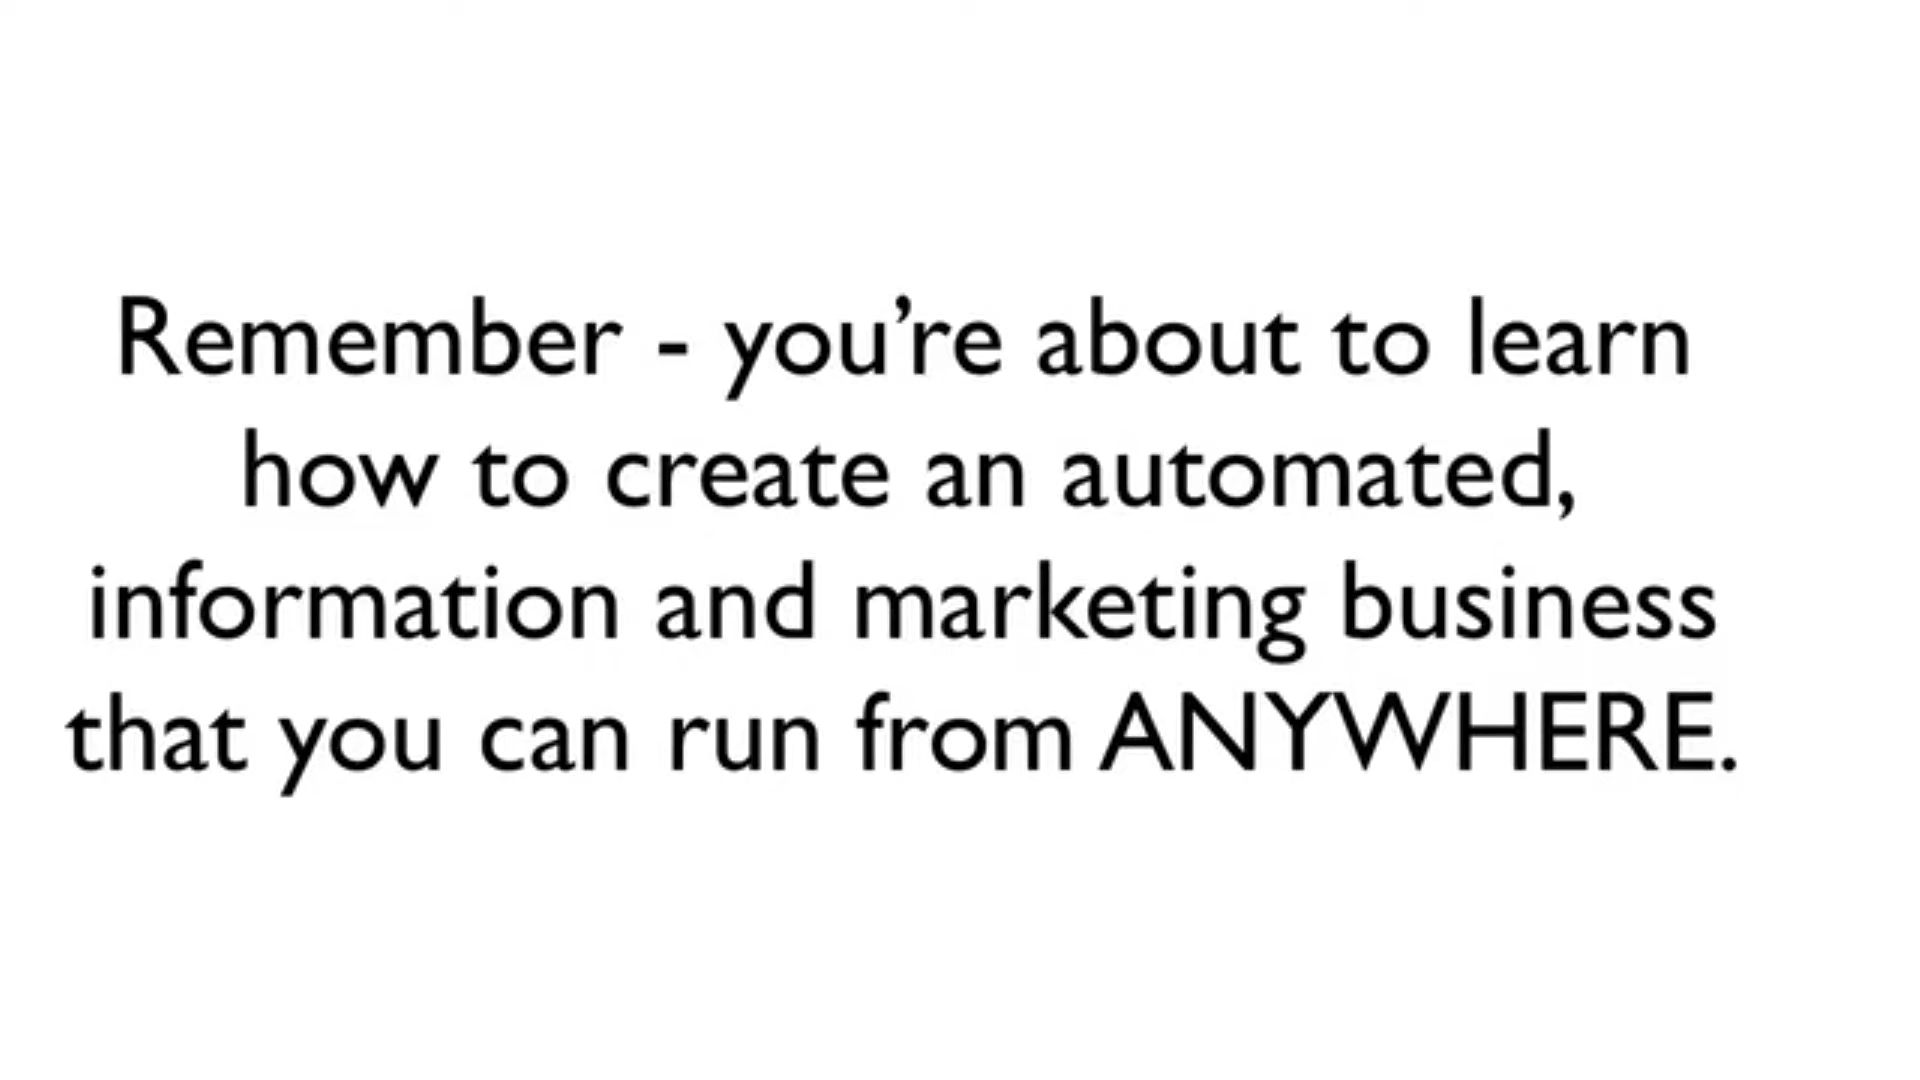 Remember - you’re about to learn
how to create an automated,
information and marketing business
that you can run from ANYWHERE.